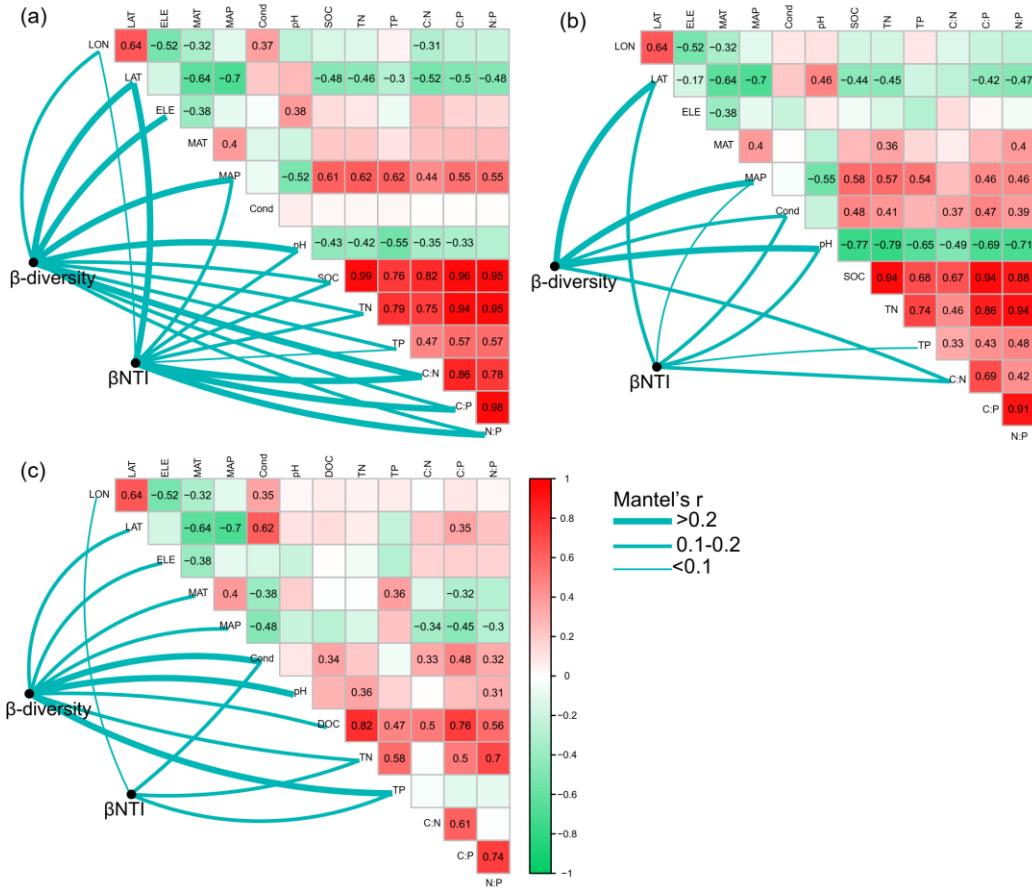 (a)
LAT ELE MAT MAP Cond pH SOC TN TP C:N C:P N:P
LON 0.64 −0.52 −0.32 0.37 −0.31
LAT −0.64 −0.7 −0.48 −0.46 −0.3 −0.52 −0.5 −0.48
ELE −0.38 0.38
MAT 0.4
MAP −0.52 0.61 0.62 0.62 0.44 0.55 0.55
Cond
pH −0.43 −0.42 −0.55 −0.35 −0.33
SOC 0.99 0.76 0.82 0.96 0.95
TN 0.79 0.75 0.94 0.95
TP 0.47 0.57 0.57
C:N 0.86 0.78
C:P 0.98
N:P
β-diversity
βNTI
(b)
LAT ELE MAT MAP Cond pH SOC TN TP C:N C:P N:P
LON 0.64 −0.52 −0.32
LAT −0.17 −0.64 −0.7 0.46 −0.44 −0.45 −0.42 −0.47
ELE −0.38
MAT 0.4 0.36 0.4
MAP −0.55 0.58 0.57 0.54 0.46 0.46
Cond 0.48 0.41 0.37 0.47 0.39
pH −0.77 −0.79 −0.65 −0.49 −0.69 −0.71
SOC 0.94 0.68 0.67 0.94 0.88
TN 0.74 0.46 0.86 0.94
TP 0.33 0.43 0.48
C:N 0.69 0.42
C:P 0.91
N:P
β-diversity
βNTI
(c)
LAT ELE MAT MAP Cond pH DOC TN TP C:N C:P N:P
LON 0.64 −0.52 −0.32 0.35
LAT −0.64 −0.7 0.62 0.35
ELE −0.38
MAT 0.4 −0.38 0.36 −0.32
MAP −0.48 −0.34 −0.45 −0.3
Cond 0.34 0.33 0.48 0.32
pH 0.36 0.31
DOC 0.82 0.47 0.5 0.76 0.56
TN 0.58 0.5 0.7
TP
C:N 0.61
C:P 0.74
N:P
β-diversity
βNTI
1
0.8
0.6
0.4
0.2
0
−0.2
−0.4
−0.6
−0.8
−1
Mantel's r
>0.2
0.1-0.2
<0.1